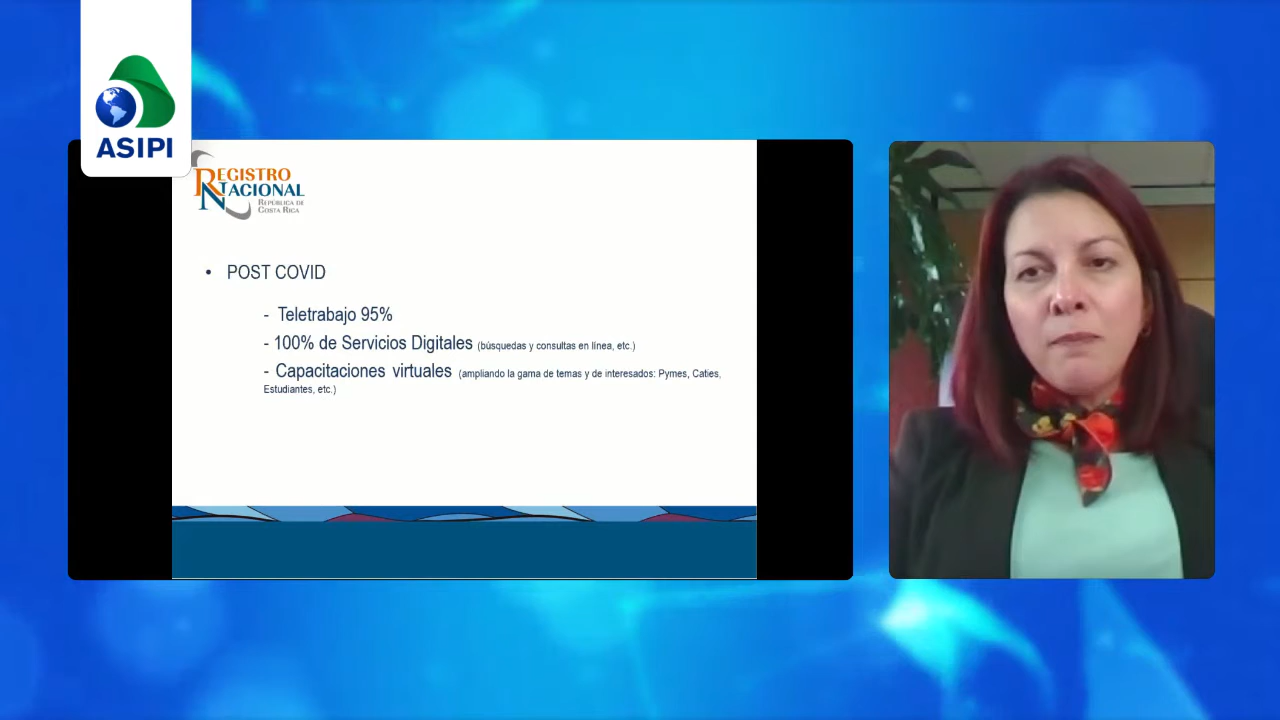 ASIPI
REGISTRO
NACIONAL
REPÚBLICA DE
COSTA RICA
• POST COVID
- Teletrabajo 95%
- 100% de Servicios Digitales (búsquedas y consultas en línea, etc.)
- Capacitaciones virtuales (ampliando la gama de temas y de interesados: Pymes, Caties,
Estudiantes, etc.)